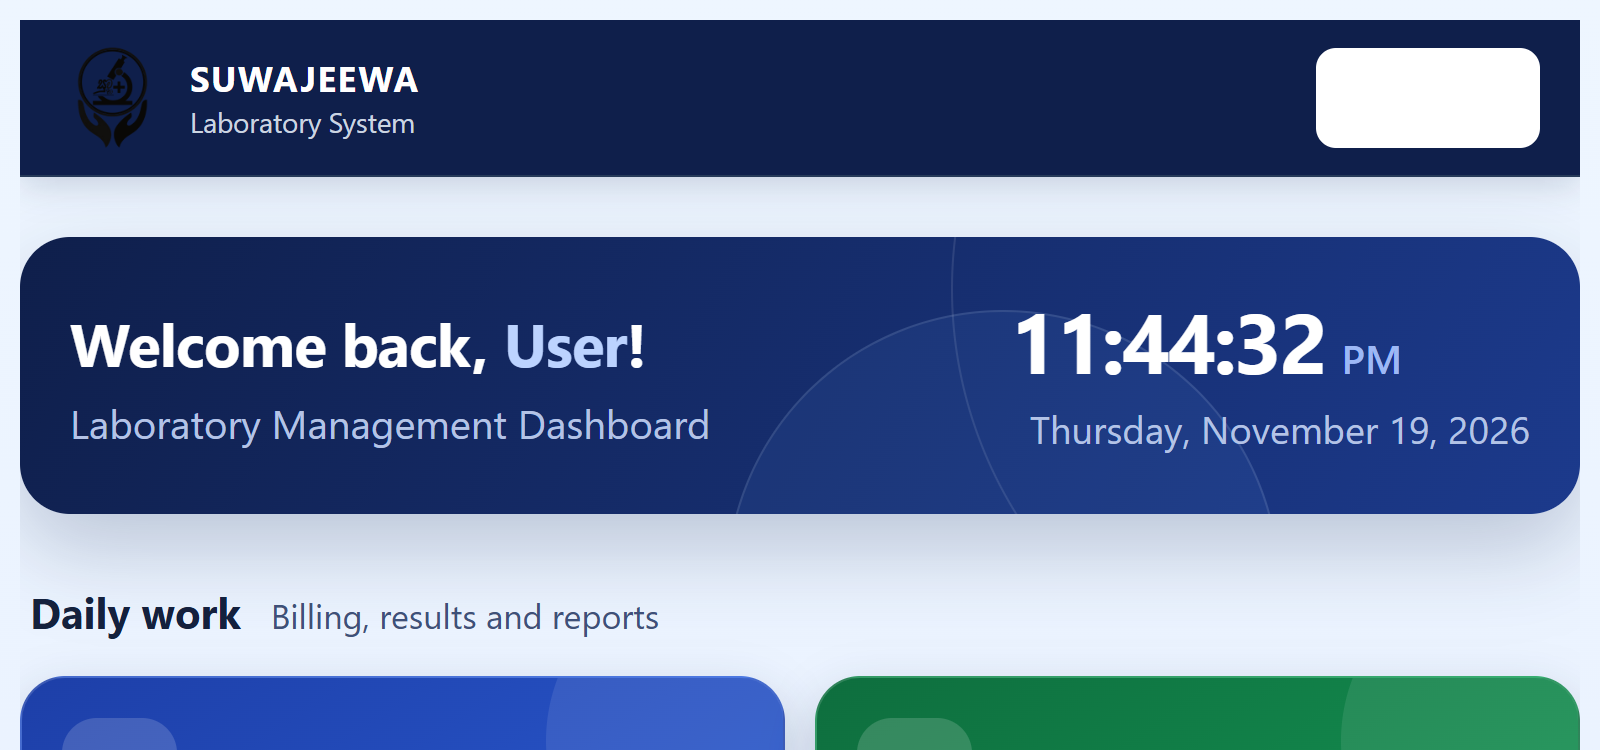 SUWAJEEWA
Laboratory System
Welcome back, User!
Laboratory Management Dashboard
11:44:32 PM
Thursday, November 19, 2026
Daily work Billing, results and reports